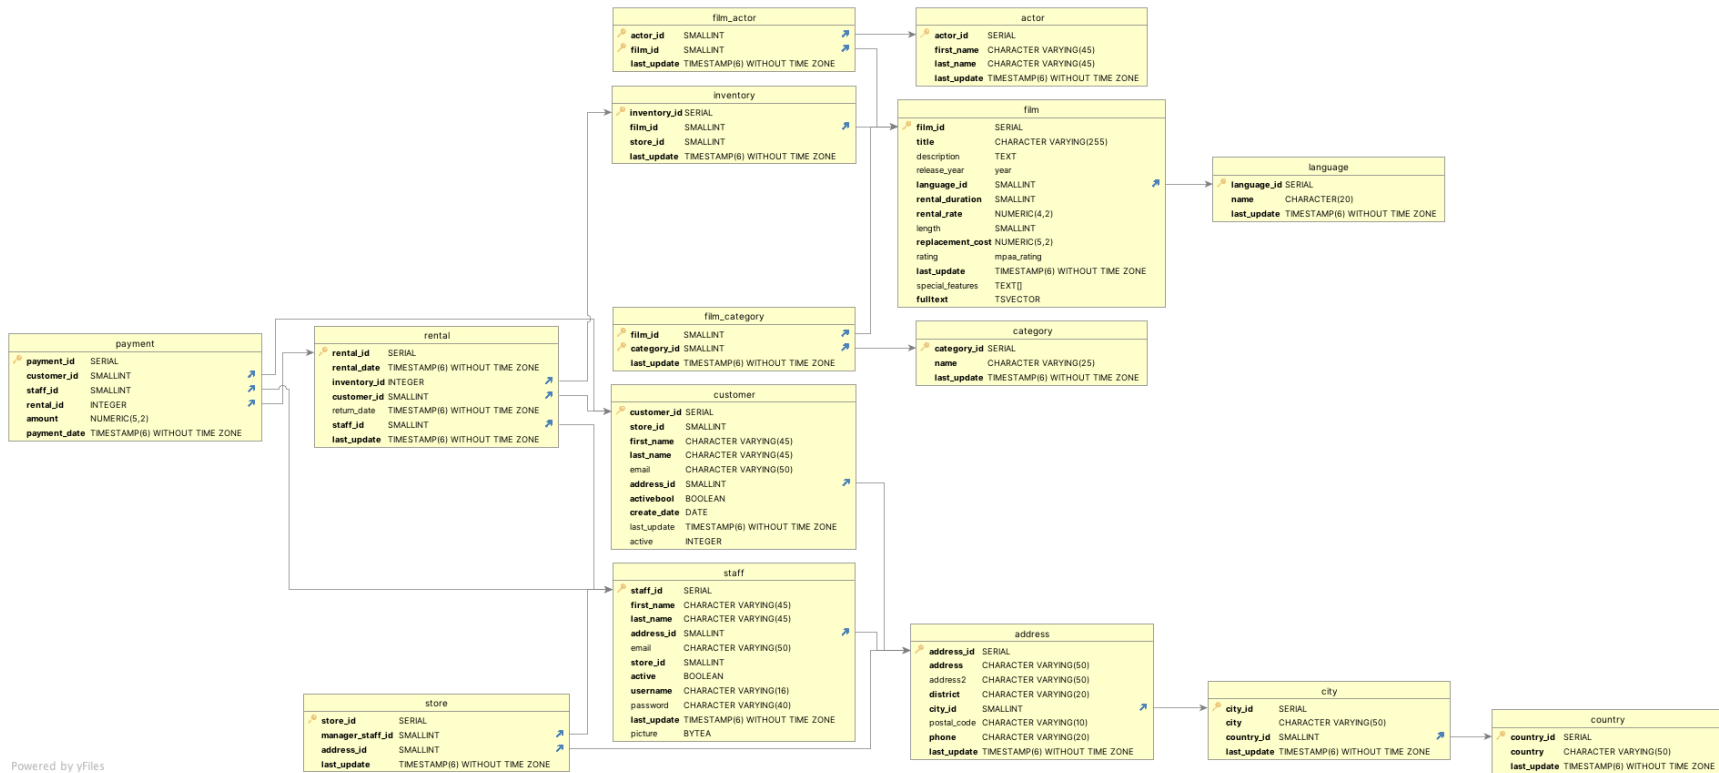 film_actor
actor_id SMALLINT
film_id SMALLINT
last_update TIMESTAMP(6) WITHOUT TIME ZONE
actor
actor_id SERIAL
first_name CHARACTER VARYING(45)
last_name CHARACTER VARYING(45)
last_update TIMESTAMP(6) WITHOUT TIME ZONE
inventory
inventory_id SERIAL
film_id SMALLINT
store_id SMALLINT
last_update TIMESTAMP(6) WITHOUT TIME ZONE
film
film_id SERIAL
title CHARACTER VARYING(255)
description TEXT
release_year year
language_id SMALLINT
rental_duration SMALLINT
rental_rate NUMERIC(4,2)
length SMALLINT
replacement_cost NUMERIC(5,2)
rating mpaa_rating
last_update TIMESTAMP(6) WITHOUT TIME ZONE
special_features TEXT[]
fulltext TSVECTOR
language
language_id SERIAL
name CHARACTER(20)
last_update TIMESTAMP(6) WITHOUT TIME ZONE
film_category
film_id SMALLINT
category_id SMALLINT
last_update TIMESTAMP(6) WITHOUT TIME ZONE
category
category_id SERIAL
name CHARACTER VARYING(25)
last_update TIMESTAMP(6) WITHOUT TIME ZONE
payment
payment_id SERIAL
customer_id SMALLINT
staff_id SMALLINT
rental_id INTEGER
amount NUMERIC(5,2)
payment_date TIMESTAMP(6) WITHOUT TIME ZONE
rental
rental_id SERIAL
rental_date TIMESTAMP(6) WITHOUT TIME ZONE
inventory_id INTEGER
customer_id SMALLINT
return_date TIMESTAMP(6) WITHOUT TIME ZONE
staff_id SMALLINT
last_update TIMESTAMP(6) WITHOUT TIME ZONE
customer
customer_id SERIAL
store_id SMALLINT
first_name CHARACTER VARYING(45)
last_name CHARACTER VARYING(45)
email CHARACTER VARYING(50)
address_id SMALLINT
activebool BOOLEAN
create_date DATE
last_update TIMESTAMP(6) WITHOUT TIME ZONE
active INTEGER
staff
staff_id SERIAL
first_name CHARACTER VARYING(45)
last_name CHARACTER VARYING(45)
address_id SMALLINT
email CHARACTER VARYING(50)
store_id SMALLINT
active BOOLEAN
username CHARACTER VARYING(16)
password CHARACTER VARYING(40)
last_update TIMESTAMP(6) WITHOUT TIME ZONE
picture BYTEA
address
address_id SERIAL
address CHARACTER VARYING(50)
address2 CHARACTER VARYING(50)
district CHARACTER VARYING(20)
city_id SMALLINT
postal_code CHARACTER VARYING(10)
phone CHARACTER VARYING(20)
last_update TIMESTAMP(6) WITHOUT TIME ZONE
store
store_id SERIAL
manager_staff_id SMALLINT
address_id SMALLINT
last_update TIMESTAMP(6) WITHOUT TIME ZONE
city
city_id SERIAL
city CHARACTER VARYING(50)
country_id SMALLINT
last_update TIMESTAMP(6) WITHOUT TIME ZONE
country
country_id SERIAL
country CHARACTER VARYING(50)
last_update TIMESTAMP(6) WITHOUT TIME ZONE
Powered by yFiles